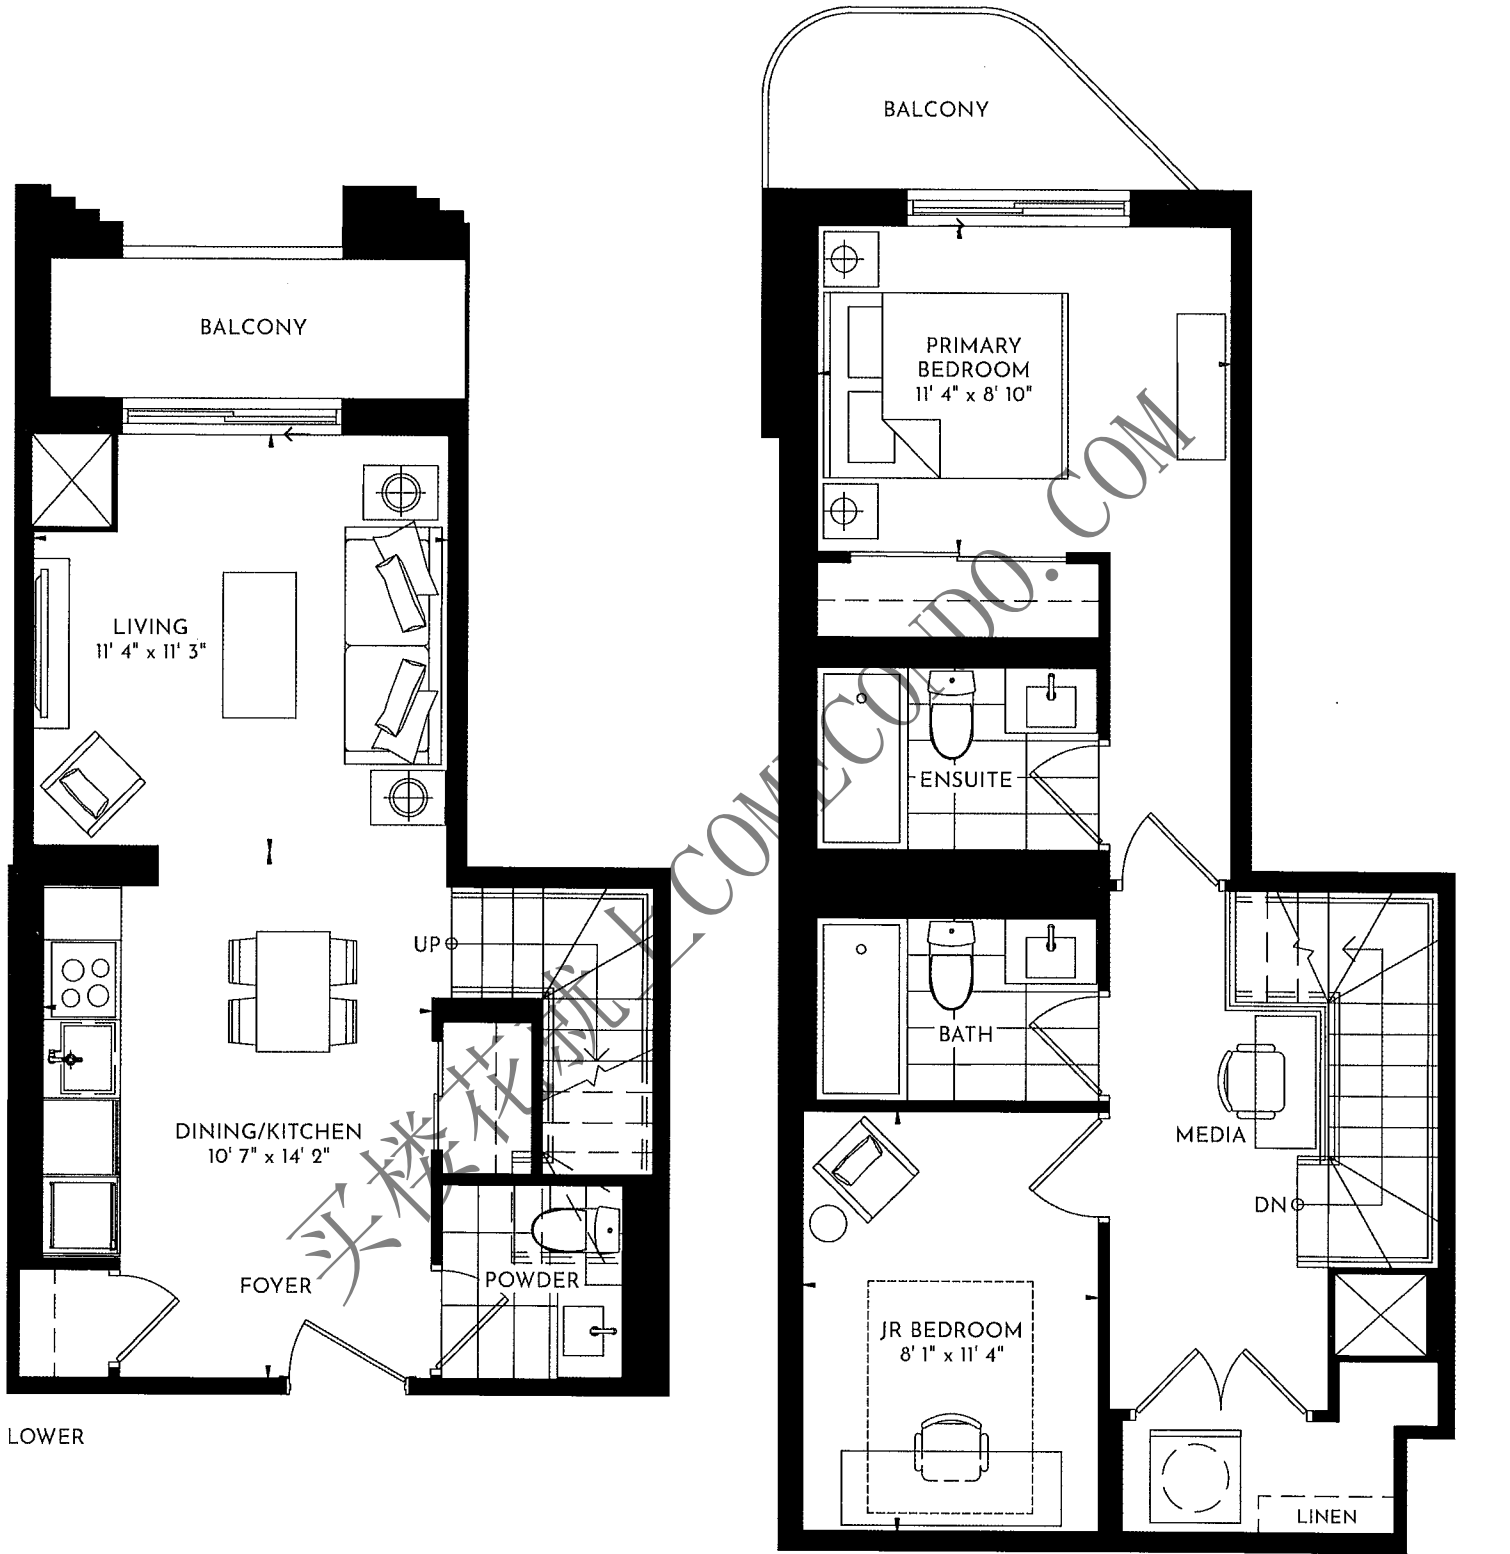 BALCONY
LIVING
11' 4" x 11' 3"
UP
DINING/KITCHEN
10' 7" x 14' 2"
FOYER
POWDER
LOWER
BALCONY
PRIMARY
BEDROOM
11' 4" x 8' 10"
ENSUITE
BATH
MEDIA
DN
JR BEDROOM
8' 1" x 11' 4"
LINEN
买楼花就上COMECONDO.COM